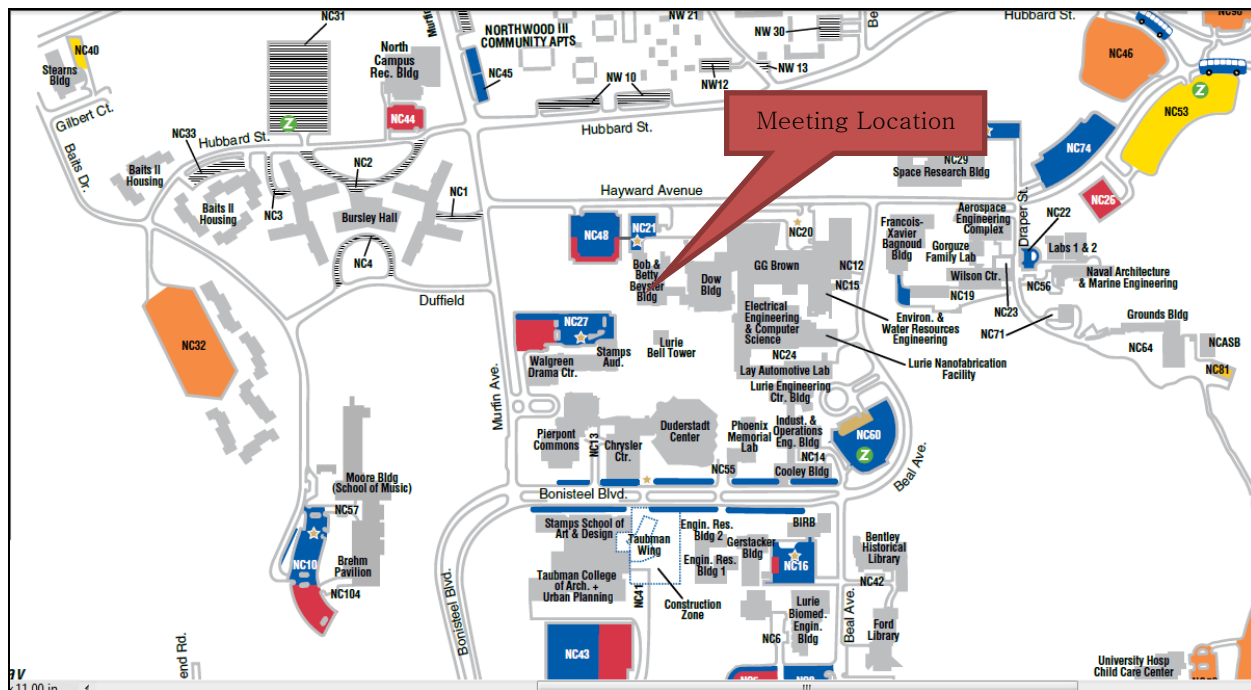 NC31
NC40
Stearns
Bldg
Gilbert Ct.
Baits Dr.
NC33
Hubbard St.
North
Campus
Rec. Bldg
NC44
NC45
NORTHWOOD III
COMMUNITY APTS
NW 21
NW 30
NW 10
NW12
NW 13
Hubbard St.
Hubbard St.
NC46
NC53
NC74
NC26
Meeting Location
NC29
Space Research Bldg
Baits II
Housing
Baits II
Housing
NC2
NC3
NC1
Bursley Hall
NC4
Duffield
NC32
Hayward Avenue
NC48
NC21
Bob &
Betty
Beyster
Bldg
Dow
Bldg
GG Brown
NC20
NC12
NC15
Francois-
Xavier
Bagnoud
Bldg
Aerospace
Engineering
Complex
Gorguze
Family Lab
Wilson Ctr.
NC19
Draper St.
NC22
Labs 1 & 2
Naval Architecture
& Marine Engineering
NC56
NC23
NC71
Environ. &
Water Resources
Engineering
Grounds Bldg
NC64
NCASB
NC81
Electrical
Engineering
& Computer
Science
NC24
Lay Automotive Lab
Lurie Nanofabrication
Facility
Lurie Engineering
Ctr. Bldg
NC27
Walgreen
Drama Ctr.
Stamps
Aud.
Lurie
Bell Tower
Murfin Ave.
Pierpont
Commons
NC13
Chrysler
Ctr.
Duderstadt
Center
Phoenix
Memorial
Lab
NC55
Indust. &
Operations
Eng. Bldg
NC14
Cooley Bldg
NC60
Beal Ave.
Bonisteel Blvd.
Moore Bldg
(School of Music)
NC57
NC10
Brehm
Pavilion
NC104
Bonisteel Blvd.
Stamps School of
Art & Design
Taubman
Wing
Taubman College
of Arch. +
Urban Planning
NC41
Construction
Zone
Engin. Res.
Bldg 2
Engin. Res.
Bldg 1
Gerstacker
Bldg
BIRB
NC16
Bentley
Historical
Library
NC42
Ford
Library
Beal Ave.
Lurie
Biomed.
Engin.
Bldg
NC6
NC43
University Hosp
Child Care Center
end Rd.
11.00 in